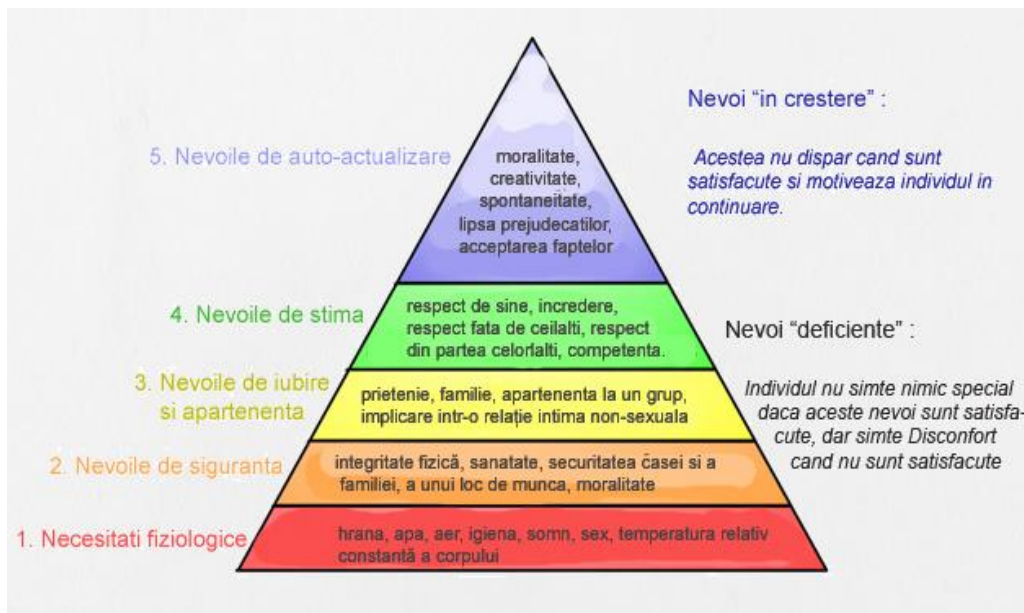 Nevoi “in crestere” :
5. Nevoile de auto-actualizare
moralitate,
creativitate,
spontaneitate,
lipsa prejudecatilor,
acceptarea faptelor
Acestea nu dispar cand sunt
satisfacute si motiveaza individul in
continuare.
4. Nevoile de stima
respect de sine, incredere,
respect fata de ceilalti, respect
din partea celorlalti, competenta.
Nevoi “deficiente” :
3. Nevoile de iubire
si apartenenta
prietenie, familie, apartenenta la un grup,
implicare intr-o relație intima non-sexuala
Individul nu simte nimic special
daca aceste nevoi sunt satisfa-
cute, dar simte Disconfort
cand nu sunt satisfacute
2. Nevoile de siguranta
integritate fizică, sanatate, securitatea casei si a
familiei, a unui loc de munca, moralitate
1. Necesitati fiziologice
hrana, apa, aer, igiena, somn, sex, temperatura relativ
constantă a corpului